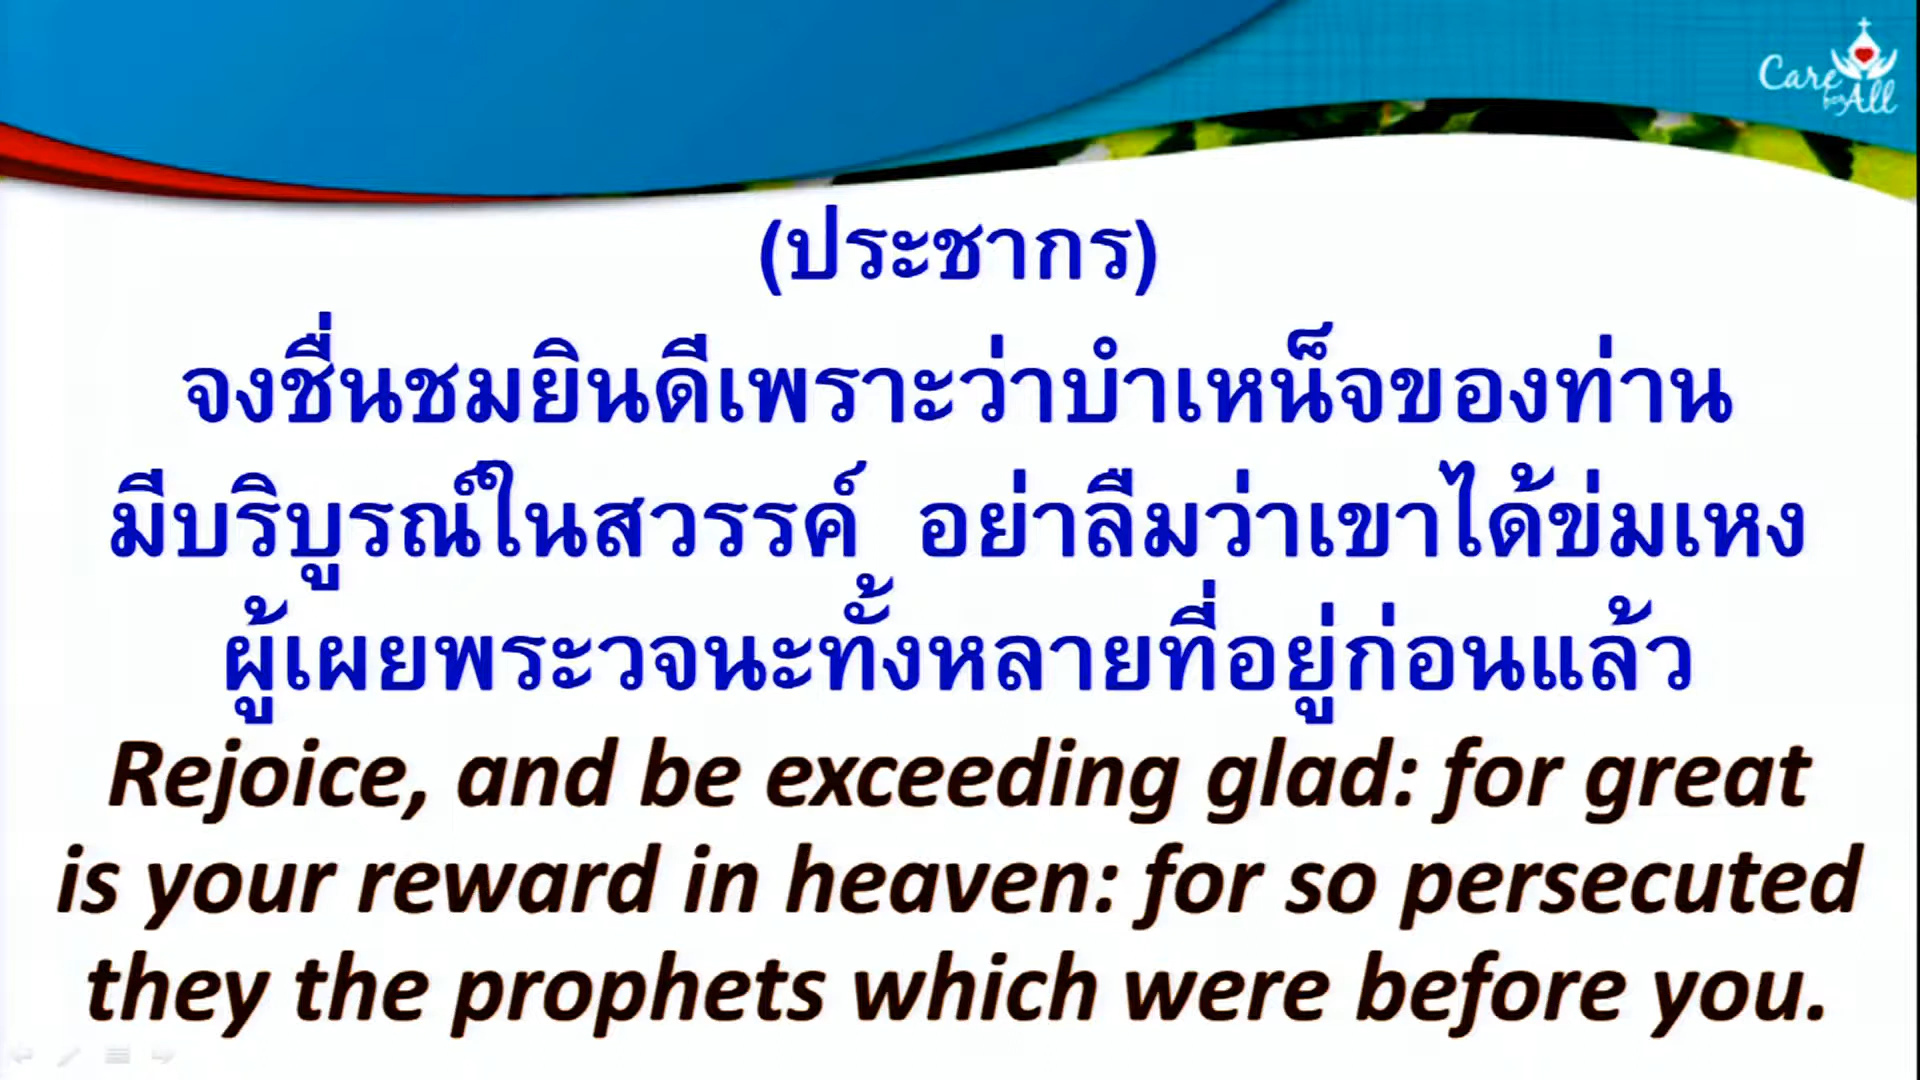 Care
for All
(ประชากร)
จงชื่นชมยินดีเพราะว่าบำเหน็จของท่าน
มีบริบูรณ์ในสวรรค์ อย่าลืมว่าเขาได้ข่มเหง
ผู้เผยพระวจนะทั้งหลายที่อยู่ก่อนแล้ว
Rejoice, and be exceeding glad: for great
is your reward in heaven: for so persecuted
they the prophets which were before you.